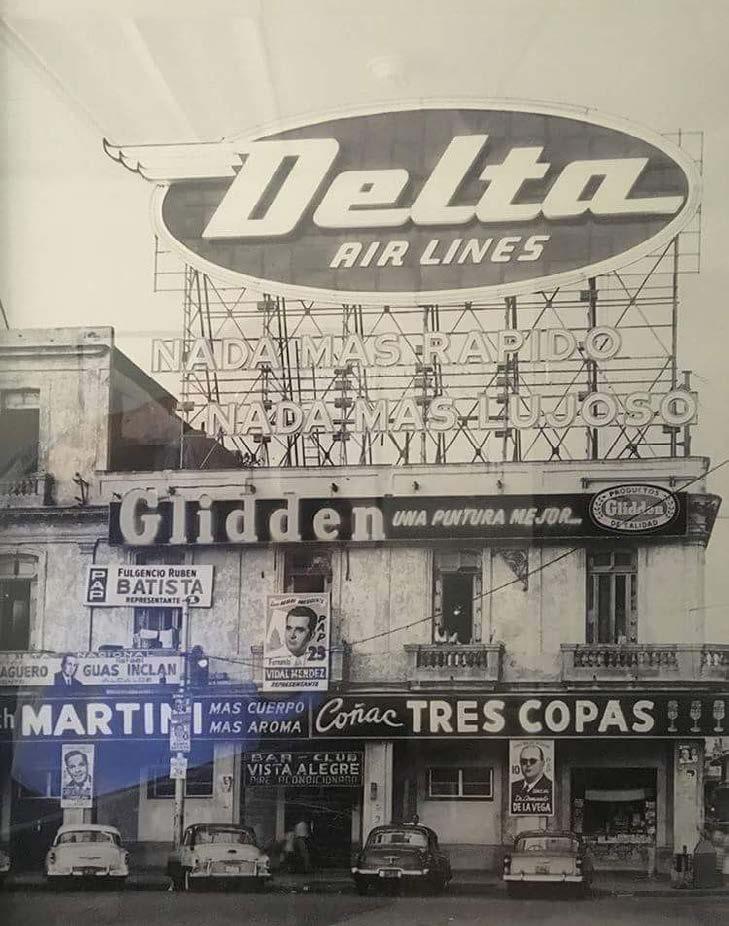 Delta
AIR LINES
NADA MAS RAPIDO
NADA MAS LUJOSO
Glidden UNA PINTURA MEJOR...
PRODUCTOS
Glidden
DE CALIDAD
PAP
FULGENCIO RUBEN
BATISTA
REPRESENTANTE
PAP
23
VIDAL MENDEZ
REPRESENTANTE
NACIONAL
AGUERO
GUAS INCLAN
ALCALDE
MARTINI
MAS CUERPO
MAS AROMA
Coñac TRES COPAS
BAR - CLUB
VISTA ALEGRE
AIRE ACONDICIONADO
10
DE LA VEGA